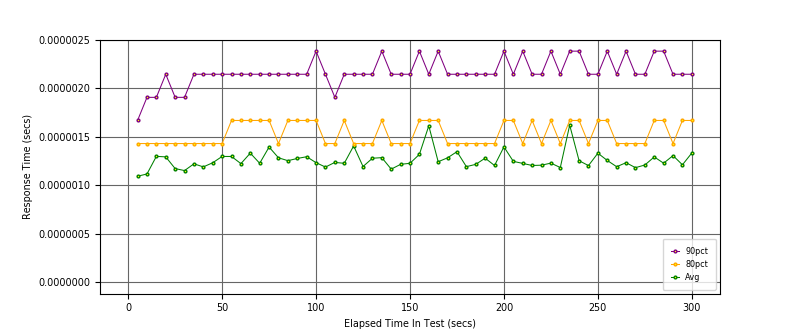 0.0000025
0.0000020
0.0000015
0.0000010
0.0000005
0.0000000
Response Time (secs)
0 50 100 150 200 250 300
Elapsed Time In Test (secs)
90pct
80pct
Avg